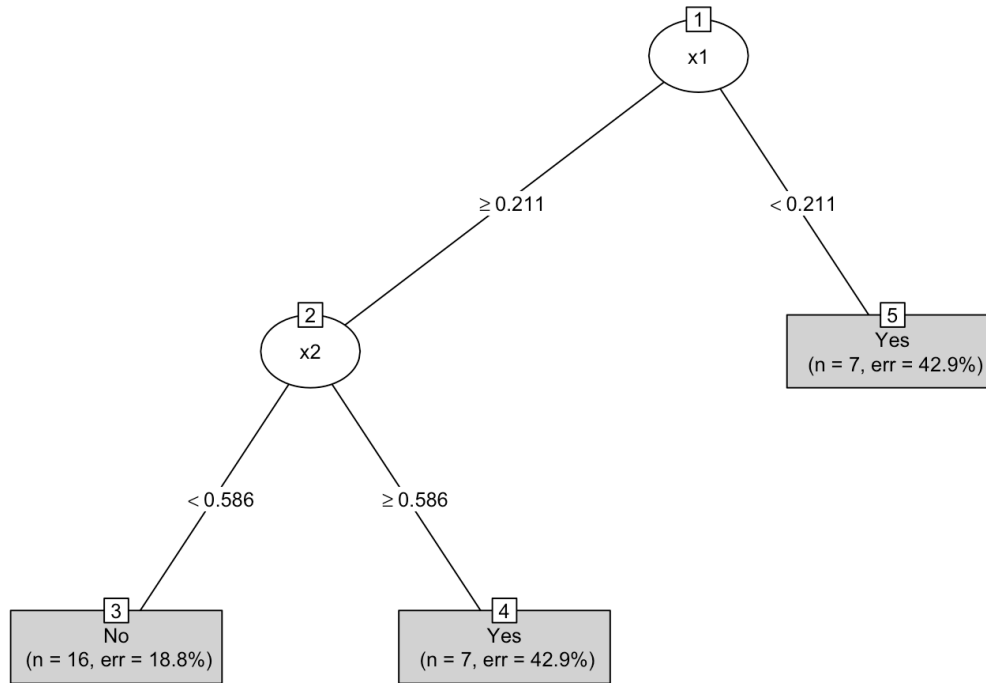 1
x1
≥ 0.211
< 0.211
2
x2
5
Yes
(n = 7, err = 42.9%)
< 0.586
≥ 0.586
3
No
(n = 16, err = 18.8%)
4
Yes
(n = 7, err = 42.9%)